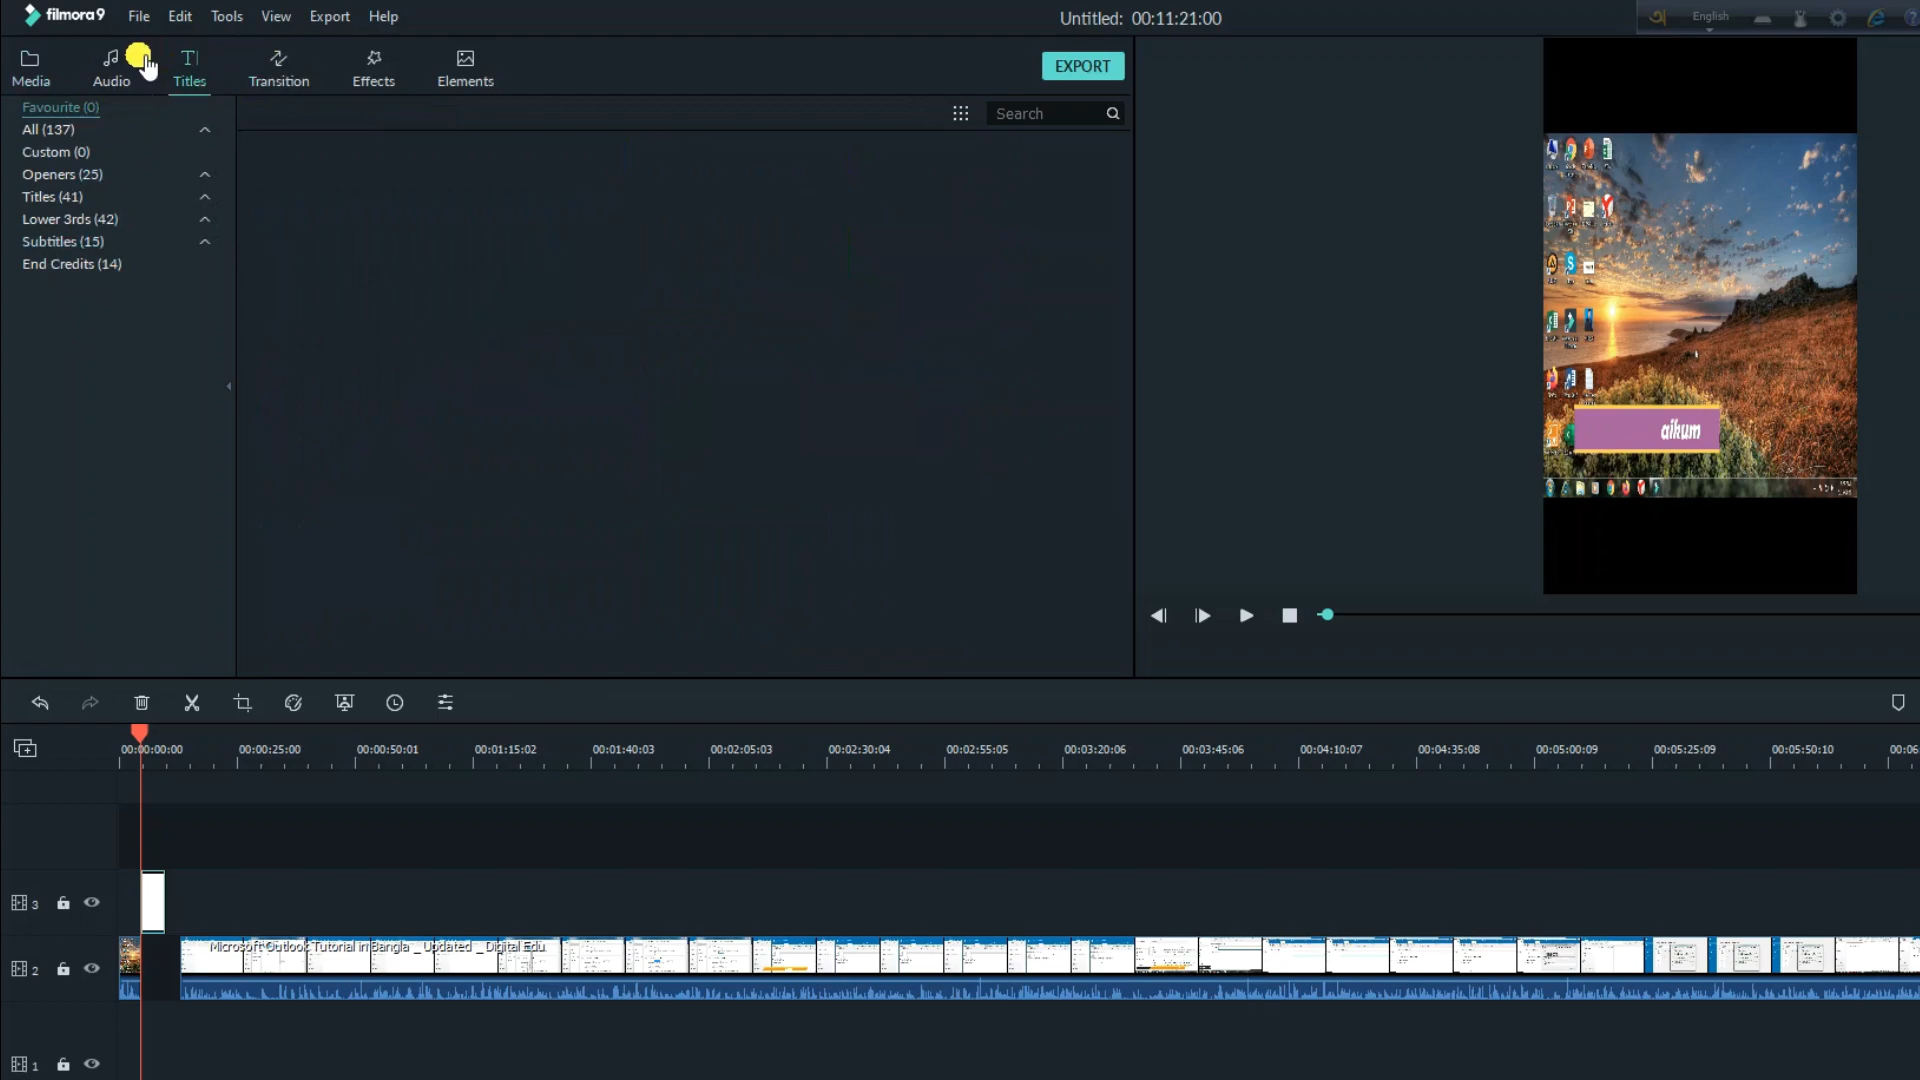 filmora9 File Edit Tools View Export Help
Untitled: 00:11:21:00
English
Media Audio Titles Transition Effects Elements
EXPORT
Favourite (0)
Search
All (137)
Custom (0)
Openers (25)
Titles (41)
Lower 3rds (42)
Subtitles (15)
End Credits (14)
aikum
00:00:00:00 00:00:25:00 00:00:50:01 00:01:15:02 00:01:40:03 00:02:05:03 00:02:30:04 00:02:55:05 00:03:20:06 00:03:45:06 00:04:10:07 00:04:35:08 00:05:00:09 00:05:25:09 00:05:50:10 00:06
3
Microsoft Outlook Tutorial in Bangla _ Updated _ Digital Edu
2
1